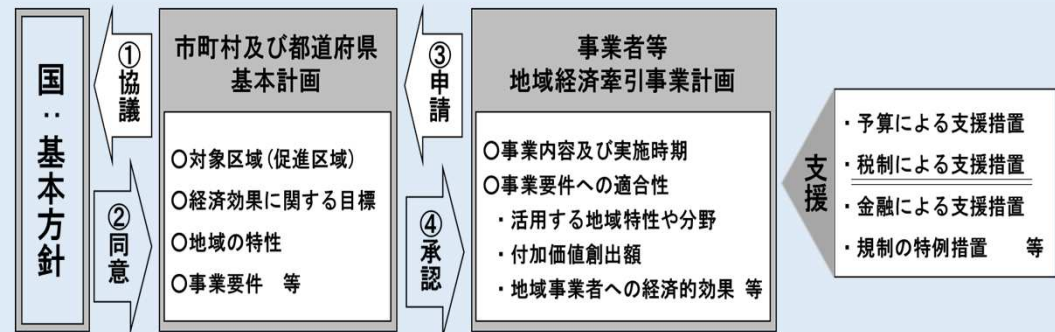 国：基本方針
①協議
②同意
市町村及び都道府県
基本計画
○対象区域(促進区域)
○経済効果に関する目標
○地域の特性
○事業要件 等
③申請
④承認
事業者等
地域経済牽引事業計画
○事業内容及び実施時期
○事業要件への適合性
・活用する地域特性や分野
・付加価値創出額
・地域事業者への経済的効果 等
支援
・予算による支援措置
・税制による支援措置
・金融による支援措置
・規制の特例措置 等